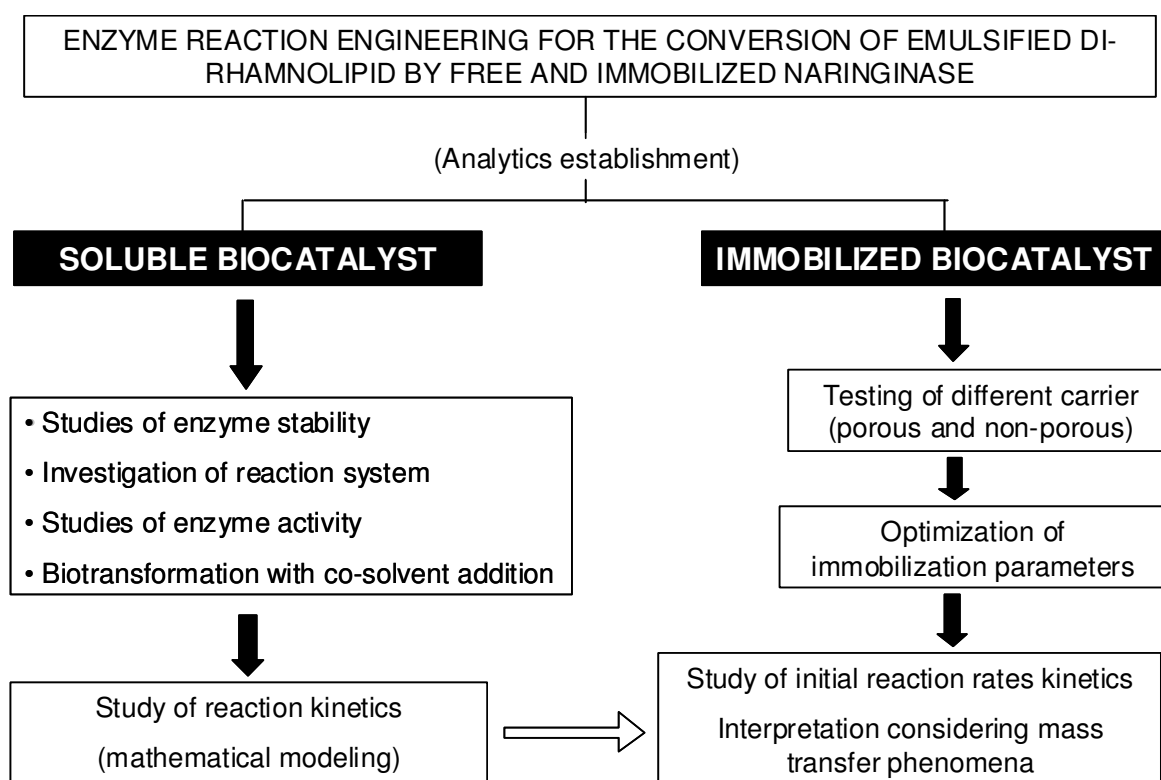 ENZYME REACTION ENGINEERING FOR THE CONVERSION OF EMULSIFIED DI-
RHAMNOLIPID BY FREE AND IMMOBILIZED NARINGINASE
(Analytics establishment)
SOLUBLE BIOCATALYST
• Studies of enzyme stability
• Investigation of reaction system
• Studies of enzyme activity
• Biotransformation with co-solvent addition
Study of reaction kinetics
(mathematical modeling)
IMMOBILIZED BIOCATALYST
Testing of different carrier
(porous and non-porous)
Optimization of
immobilization parameters
Study of initial reaction rates kinetics
Interpretation considering mass
transfer phenomena